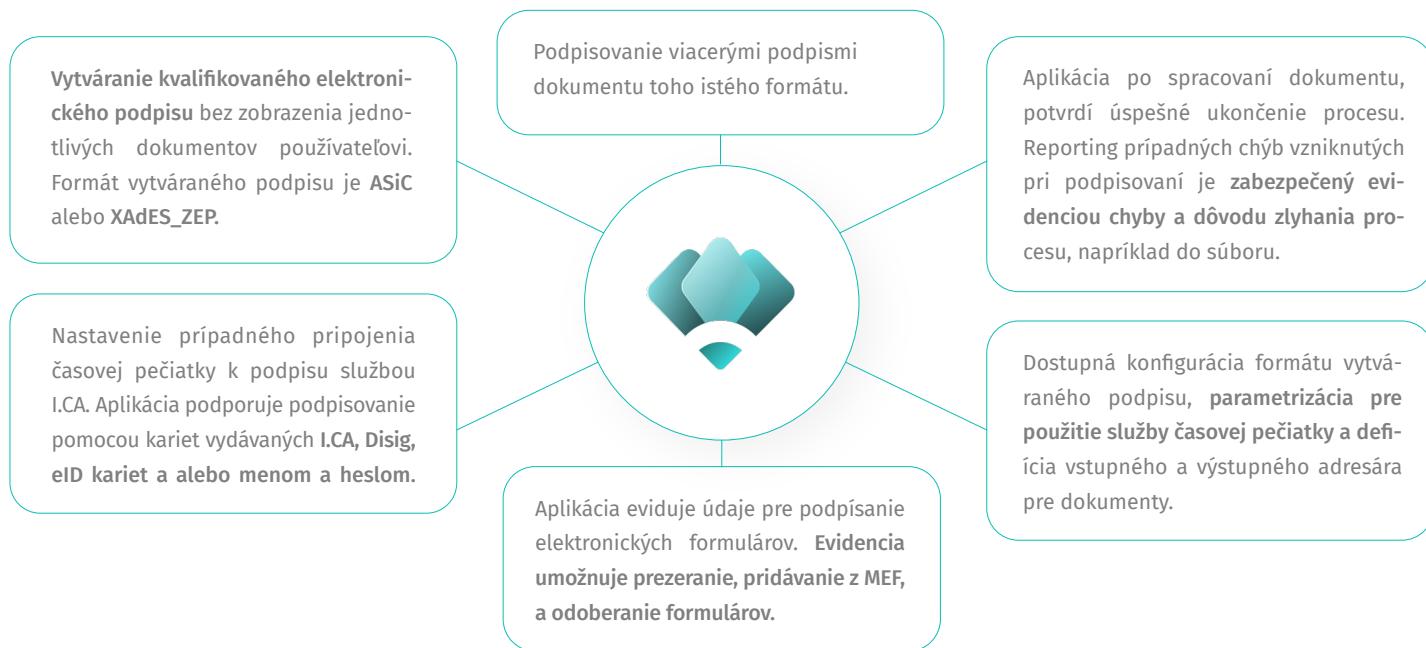 Vytváranie kvalifikovaného elektroni-
ckého podpisu bez zobrazenia jedno-
tlivých dokumentov používateľovi.
Formát vytváraného podpisu je ASiC
alebo XAdES_ZEP.
Podpisovanie viacerými podpismi
dokumentu toho istého formátu.
Aplikácia po spracovaní dokumentu,
potvrdí úspešné ukončenie procesu.
Reporting prípadných chýb vzniknutých
pri podpisovaní je zabezpečený evi-
denciou chyby a dôvodu zlyhania pro-
cesu, napríklad do súboru.
Nastavenie prípadného pripojenia
časovej pečiatky k podpisu službou
I.CA. Aplikácia podporuje podpisovanie
pomocou kariet vydávaných I.CA, Disig,
eID kariet a alebo menom a heslom.
Aplikácia eviduje údaje pre podpísanie
elektronických formulárov. Evidencia
umožnuje prezeranie, pridávanie z MEF,
a odoberanie formulárov.
Dostupná konfigurácia formátu vytvá-
raného podpisu, parametrizácia pre
použitie služby časovej pečiatky a defi-
ícia vstupného a výstupného adresára
pre dokumenty.